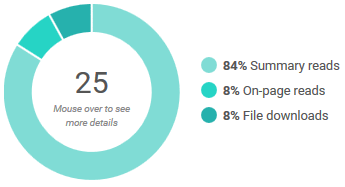 25
Mouse over to see
more details
84% Summary reads
8% On-page reads
8% File downloads